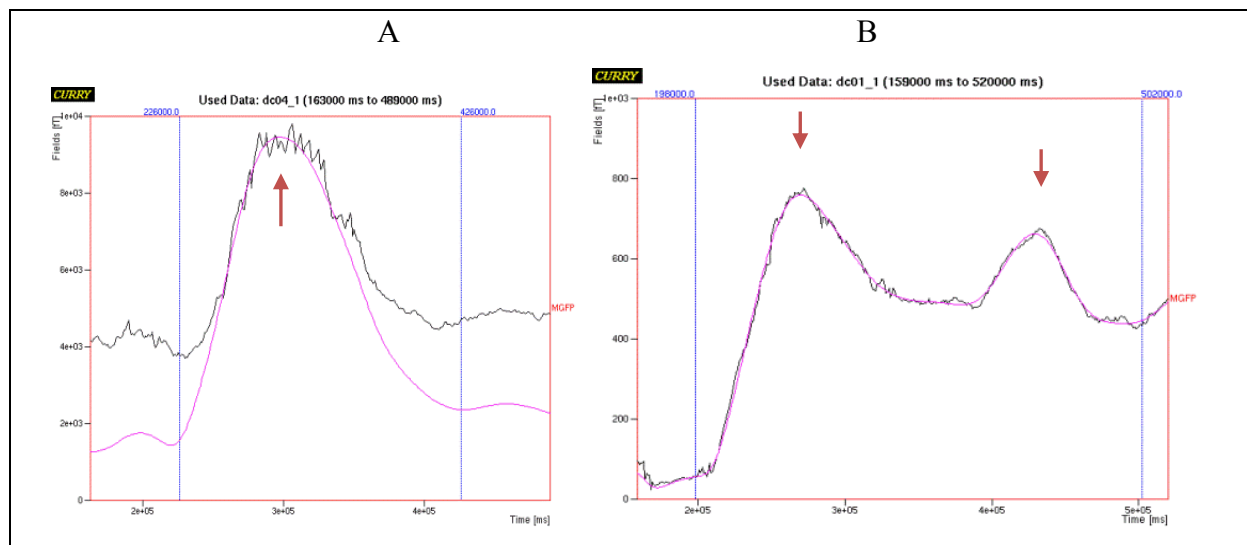 A
B
CURRY
Used Data: dc04_1 (163000 ms to 489000 ms)
226000.0
426000.0
1e+04
8e+03
6e+03
4e+03
2e+03
0
Fields [fT]
MGFP
2e+05
3e+05
4e+05
Time [ms]
CURRY
Used Data: dc01_1 (159000 ms to 520000 ms)
198000.0
502000.0
1e+03
800
600
400
200
0
Fields [fT]
MGFP
2e+05
3e+05
4e+05
5e+05
Time [ms]